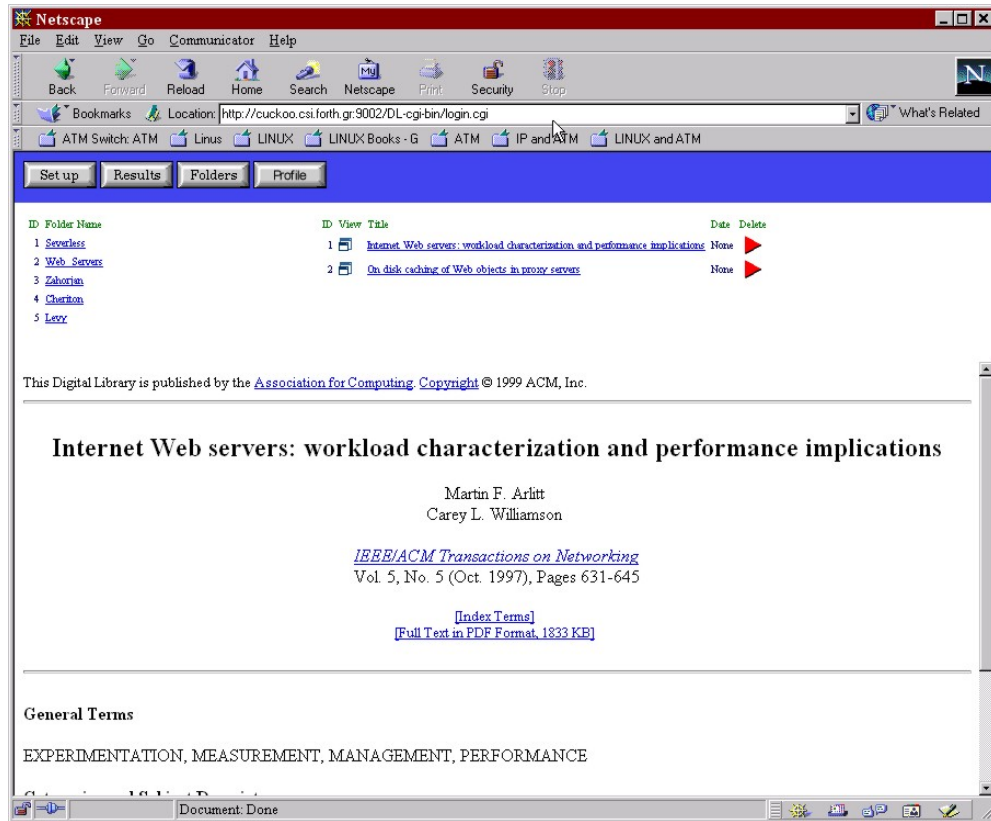 Netscape
File Edit View Go Communicator Help
Back Forward Reload Home Search Netscape Print Security Stop
My
N
Bookmarks Location: http://cuckoo.csi.forth.gr:9002/DL-cgi-bin/login.cgi What's Related
ATM Switch: ATM Linus LINUX LINUX Books - G ATM IP and ATM LINUX and ATM
Set up Results Folders Profile
ID Folder Name
1 Severless
2 Web Servers
3 Zahorjan
4 Cheriton
5 Levy
ID View Title Date Delete
1 Internet Web servers: workload characterization and performance implications None
2 On disk caching of Web objects in proxy servers None
This Digital Library is published by the Association for Computing. Copyright © 1999 ACM, Inc.
Internet Web servers: workload characterization and performance implications
Martin F. Arlitt
Carey L. Williamson
IEEE/ACM Transactions on Networking
Vol. 5, No. 5 (Oct. 1997), Pages 631-645
[Index Terms]
[Full Text in PDF Format, 1833 KB]
General Terms
EXPERIMENTATION, MEASUREMENT, MANAGEMENT, PERFORMANCE
Document: Done